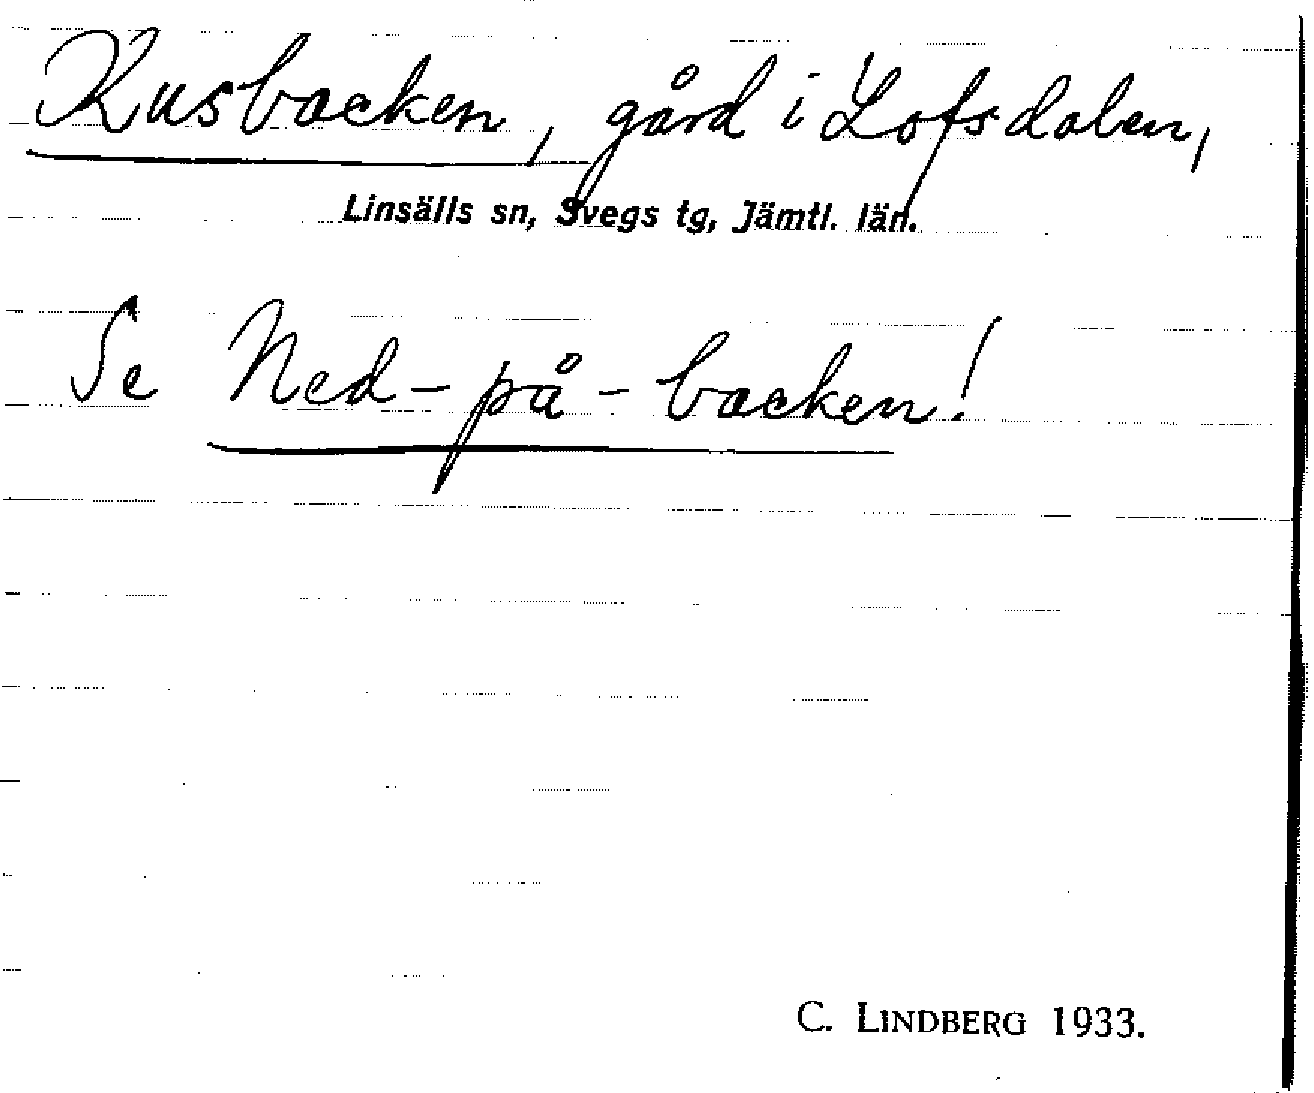 Kusbacken, gård i Lofsdalen,
Linsälls sn, Svegs tg, Jämtl. län.
Se Ned-på-backen!
C. LINDBERG 1933.